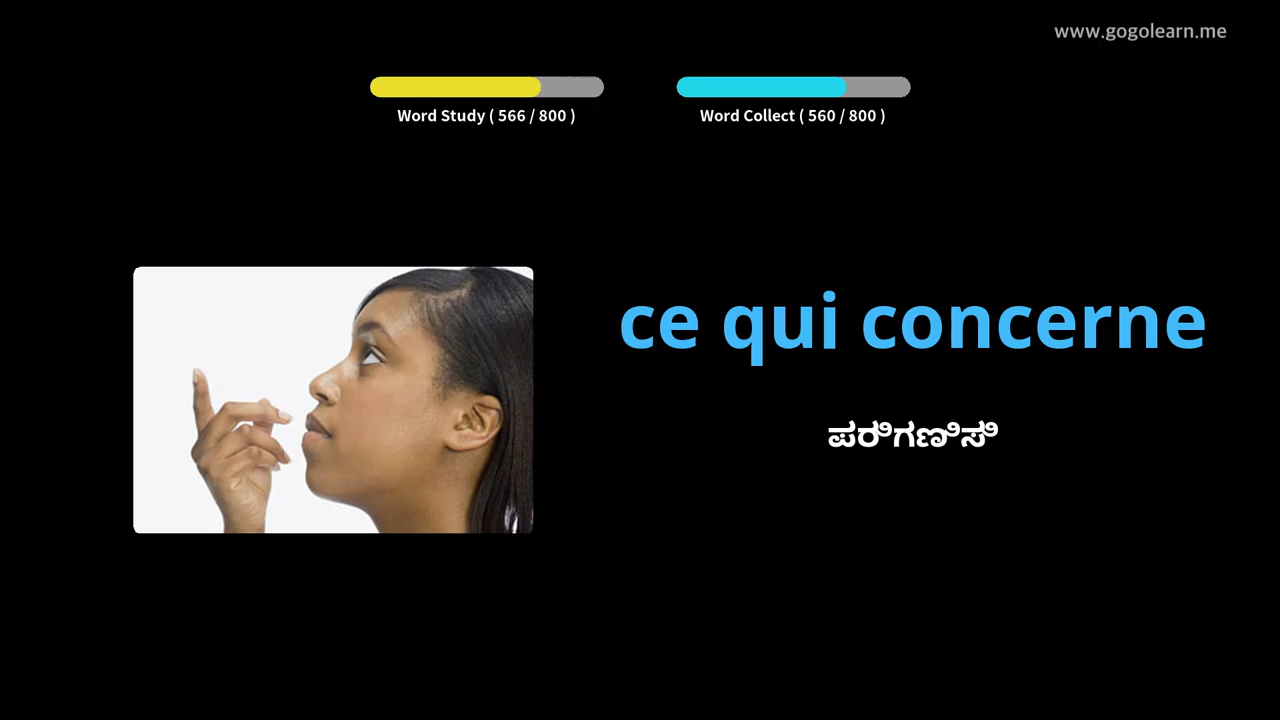 www.gogolearn.me
Word Study ( 566 / 800 )
Word Collect ( 560 / 800 )
ce qui concerne
ಪರಿಗಣಿಸಿ